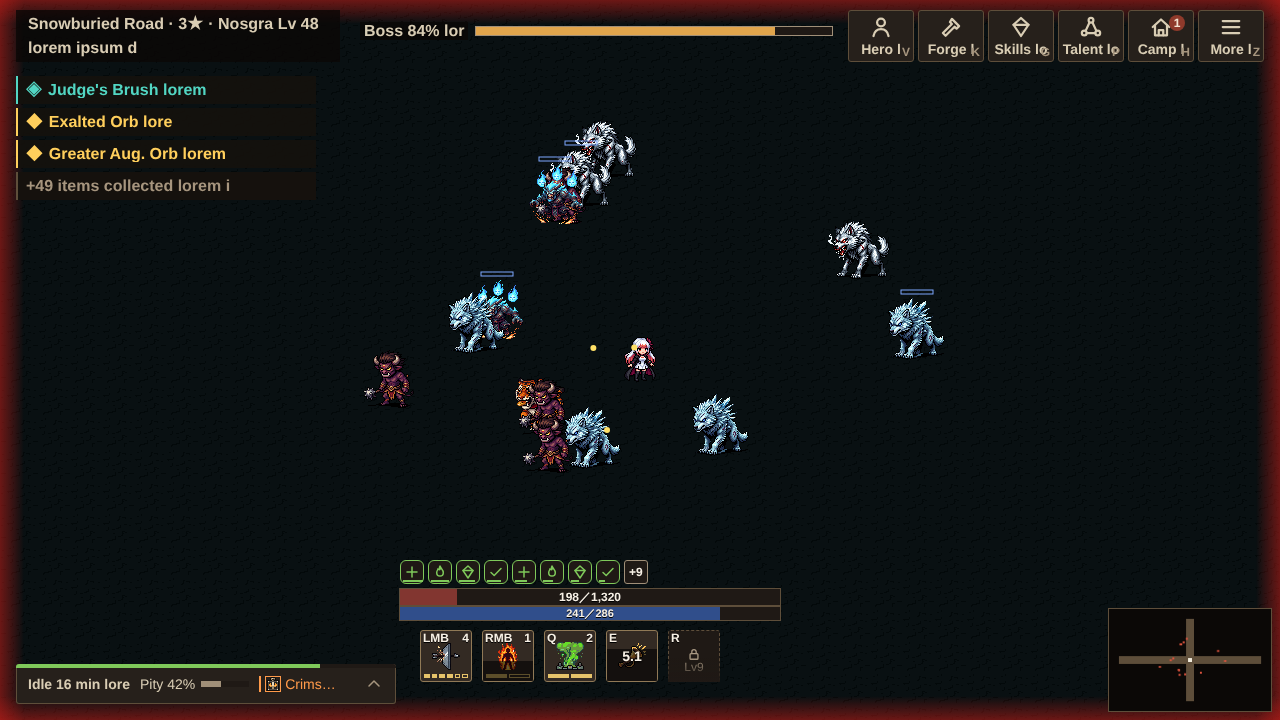 Snowburied Road · 3★ · Nosgra Lv 48
lorem ipsum d
Boss 84% lor
Hero l V
Forge l K
Skills lo G
Talent lo P
Camp l H 1
More l Z
◈ Judge's Brush lorem
◆ Exalted Orb lore
◆ Greater Aug. Orb lorem
+49 items collected lorem i
+9
198／1,320
241／286
LMB 4
RMB 1
Q 2
E 5.1
R Lv9
Idle 16 min lore Pity 42% Crims…